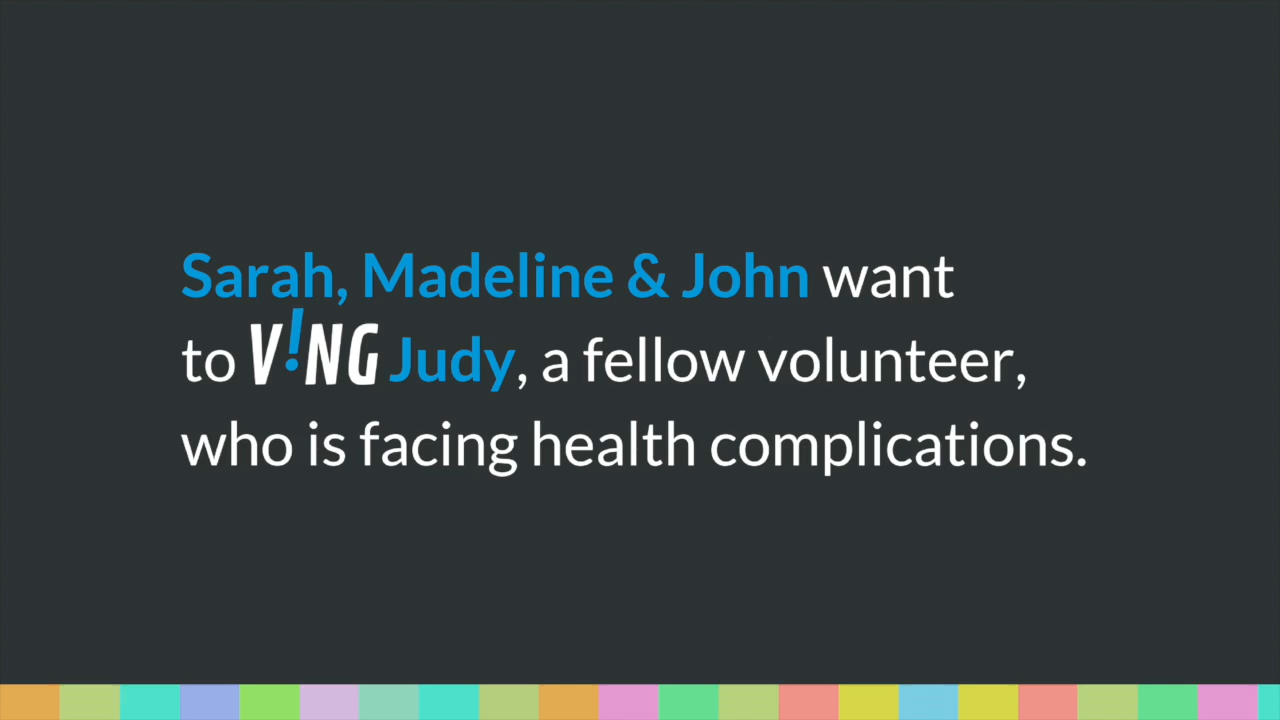 Sarah, Madeline & John want
to V!NG Judy, a fellow volunteer,
who is facing health complications.